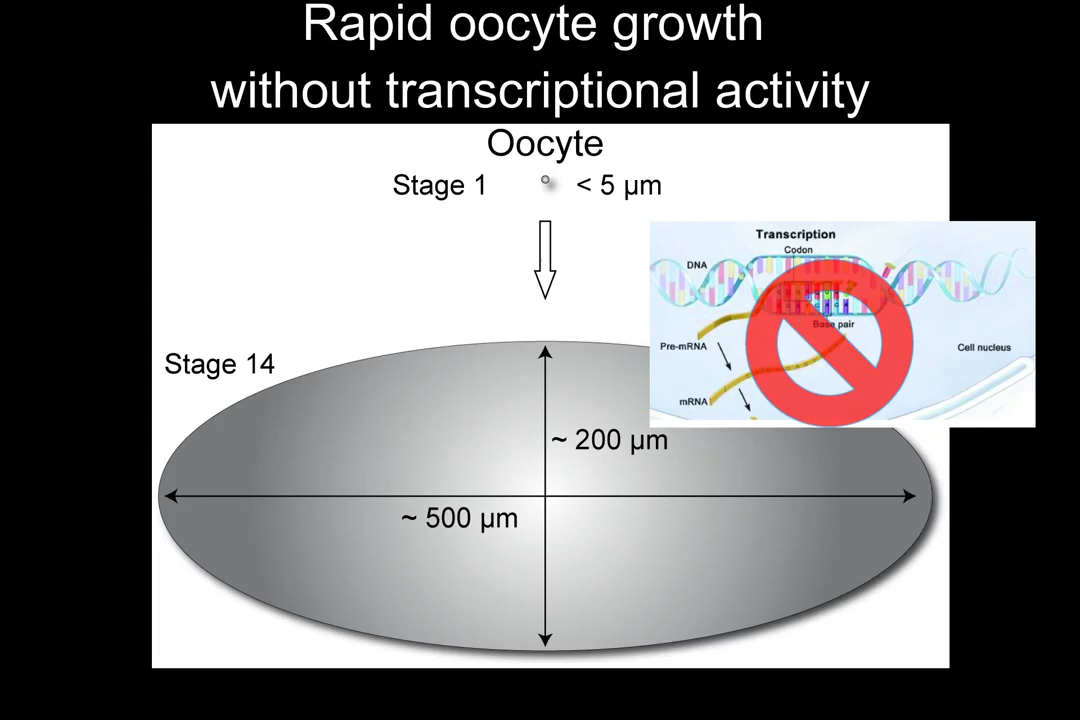 Rapid oocyte growth
without transcriptional activity
Oocyte
Stage 1
< 5 µm
Transcription
Codon
DNA
Base pair
Pre-mRNA
Cell nucleus
mRNA
Stage 14
~ 200 µm
~ 500 µm